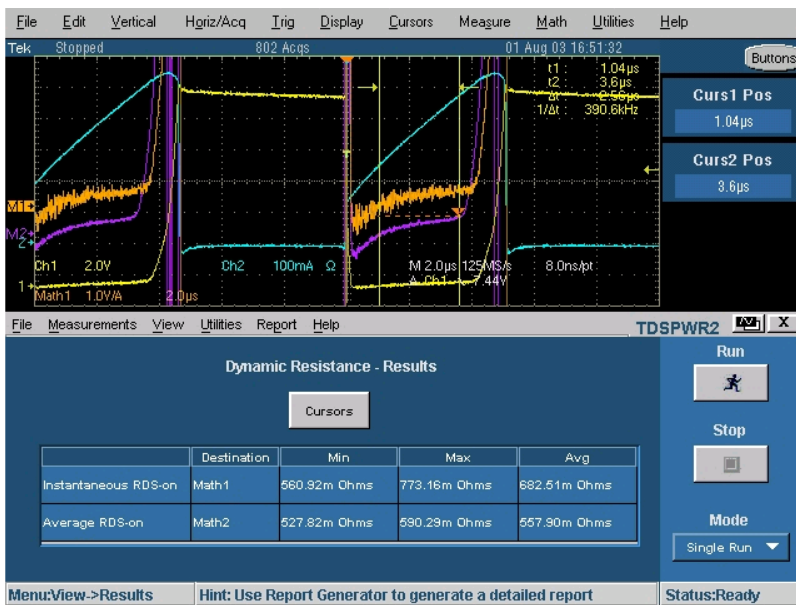 File Edit Vertical Horiz/Acq Trig Display Cursors Measure Math Utilities Help
Tek Stopped 802 Acqs 01 Aug 03 16:51:32
Buttons
t1: 1.04µs
t2: 3.6µs
Δt: 2.56µs
1/Δt: 390.6kHz
Curs1 Pos
1.04µs
Curs2 Pos
3.6µs
M1
M2
2
Ch1 2.0V Ch2 100mA Ω M 2.0µs 125MS/s 8.0ns/pt
1
Math1 1.0V/A 2.0µs
File Measurements View Utilities Report Help TDSPWR2 X
Dynamic Resistance - Results
Cursors
Destination Min Max Avg
Instantaneous RDS-on Math1 560.92m Ohms 773.16m Ohms 682.51m Ohms
Average RDS-on Math2 527.82m Ohms 590.29m Ohms 557.90m Ohms
Run
Stop
Mode
Single Run
Menu:View->Results Hint: Use Report Generator to generate a detailed report Status:Ready